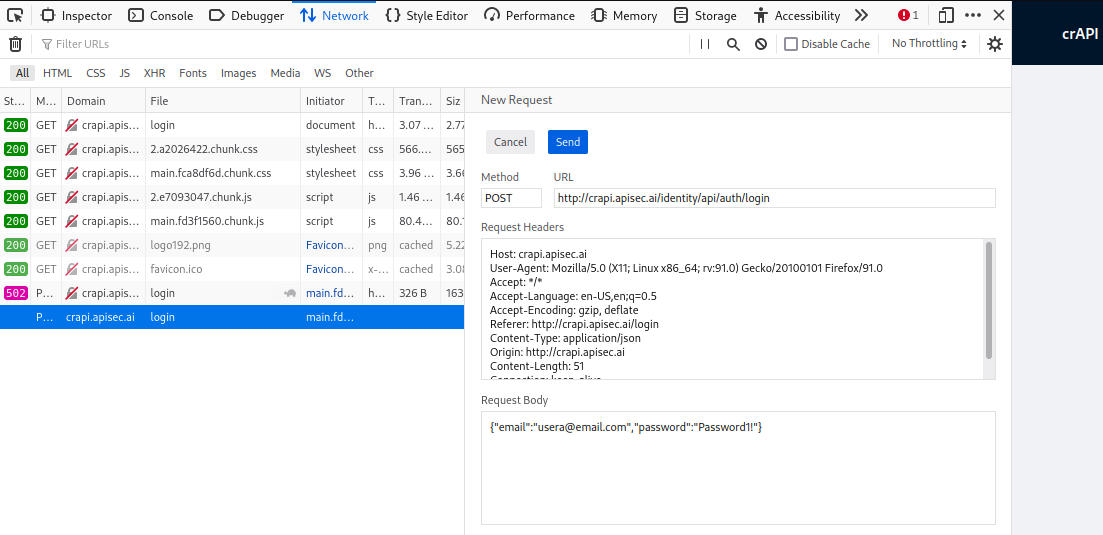 Inspector Console Debugger Network Style Editor Performance Memory Storage Accessibility 1
crAPI
Filter URLs Disable Cache No Throttling
All HTML CSS JS XHR Fonts Images Media WS Other
St... M... Domain File Initiator T... Tran... Siz
200 GET crapi.apis... login document h... 3.07 ... 2.77
200 GET crapi.apis... 2.a2026422.chunk.css stylesheet css 566.... 565
200 GET crapi.apis... main.fca8df6d.chunk.css stylesheet css 3.96 ... 3.66
200 GET crapi.apis... 2.e7093047.chunk.js script js 1.46 ... 1.46
200 GET crapi.apis... main.fd3f1560.chunk.js script js 80.4... 80.1
200 GET crapi.apis... logo192.png Favicon... png cached 5.22
200 GET crapi.apis... favicon.ico Favicon... x-... cached 3.08
502 P... crapi.apis... login main.fd... h... 326 B 163
P... crapi.apisec.ai login main.fd...
New Request
Cancel Send
Method URL
POST http://crapi.apisec.ai/identity/api/auth/login
Request Headers
Host: crapi.apisec.ai
User-Agent: Mozilla/5.0 (X11; Linux x86_64; rv:91.0) Gecko/20100101 Firefox/91.0
Accept: */*
Accept-Language: en-US,en;q=0.5
Accept-Encoding: gzip, deflate
Referer: http://crapi.apisec.ai/login
Content-Type: application/json
Origin: http://crapi.apisec.ai
Content-Length: 51
Connection: keep-alive
Request Body
{"email":"usera@email.com","password":"Password1!"}